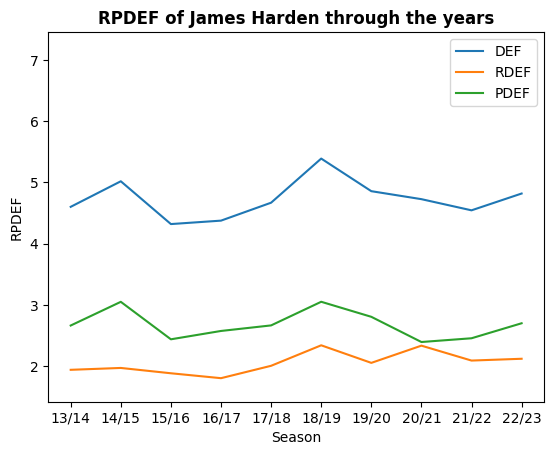 RPDEF of James Harden through the years
DEF
RDEF
PDEF
7
6
5
4
3
2
RPDEF
13/14 14/15 15/16 16/17 17/18 18/19 19/20 20/21 21/22 22/23
Season